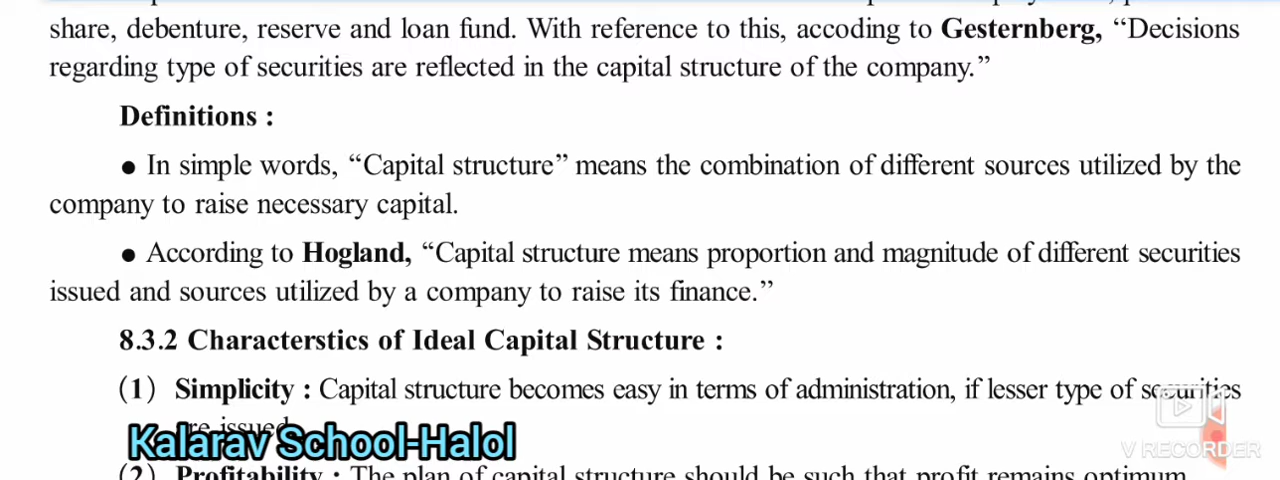 share, debenture, reserve and loan fund. With reference to this, accoding to Gesternberg, “Decisions
regarding type of securities are reflected in the capital structure of the company.”
Definitions :
● In simple words, “Capital structure” means the combination of different sources utilized by the
company to raise necessary capital.
● According to Hogland, “Capital structure means proportion and magnitude of different securities
issued and sources utilized by a company to raise its finance.”
8.3.2 Characterstics of Ideal Capital Structure :
(1) Simplicity : Capital structure becomes easy in terms of administration, if lesser type of securities
are issued
Kalarav School-Halol
V RECORDER
(2) Profitability : The plan of capital structure should be such that profit remains optimum